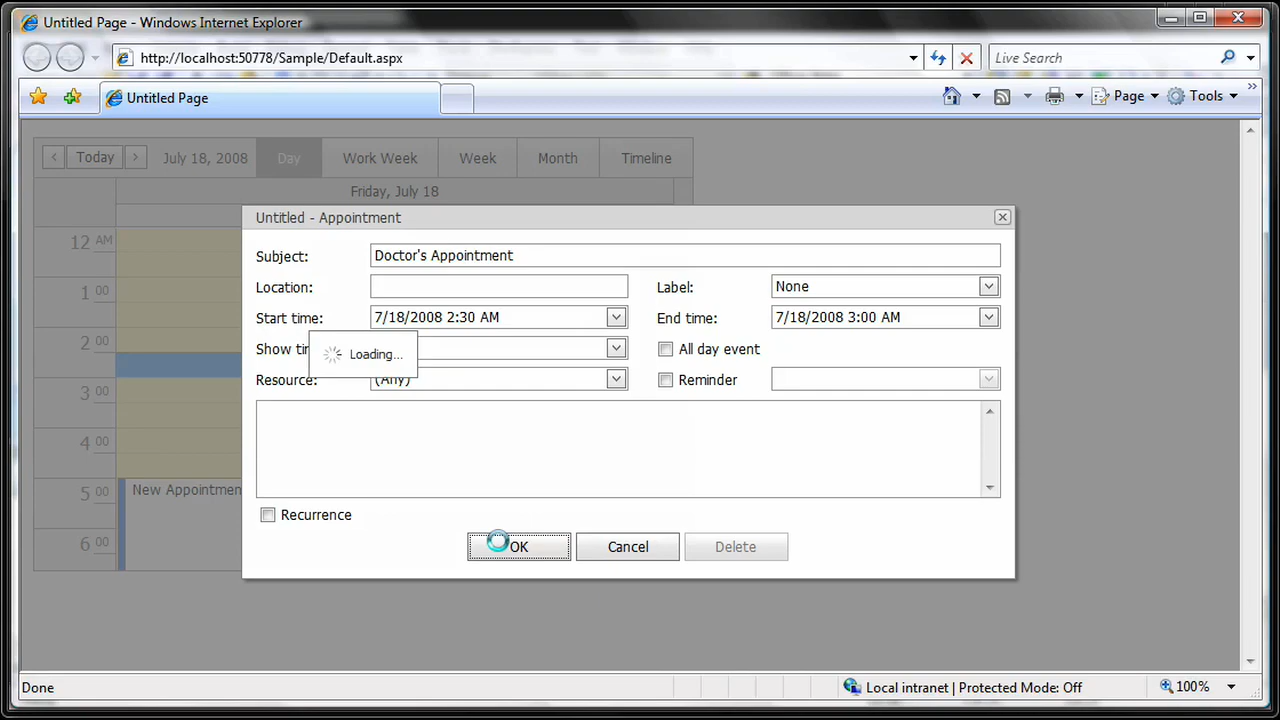 Untitled Page - Windows Internet Explorer
http://localhost:50778/Sample/Default.aspx
Live Search
Untitled Page
Page
Tools
Today
July 18, 2008
Day
Work Week
Week
Month
Timeline
Friday, July 18
12 AM
1 00
2 00
3 00
4 00
5 00
6 00
New Appointmen
Untitled - Appointment
Subject:
Doctor's Appointment
Location:
Label:
None
Start time:
7/18/2008 2:30 AM
End time:
7/18/2008 3:00 AM
Show tin
Loading...
All day event
Resource:
(Any)
Reminder
Recurrence
OK
Cancel
Delete
Done
Local intranet | Protected Mode: Off
100%